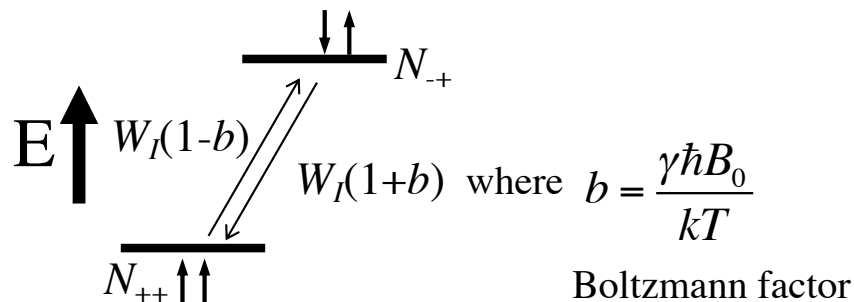 N₋₊
E
W_I(1-b)
W_I(1+b) where b = γħB₀/kT
N₊₊
Boltzmann factor